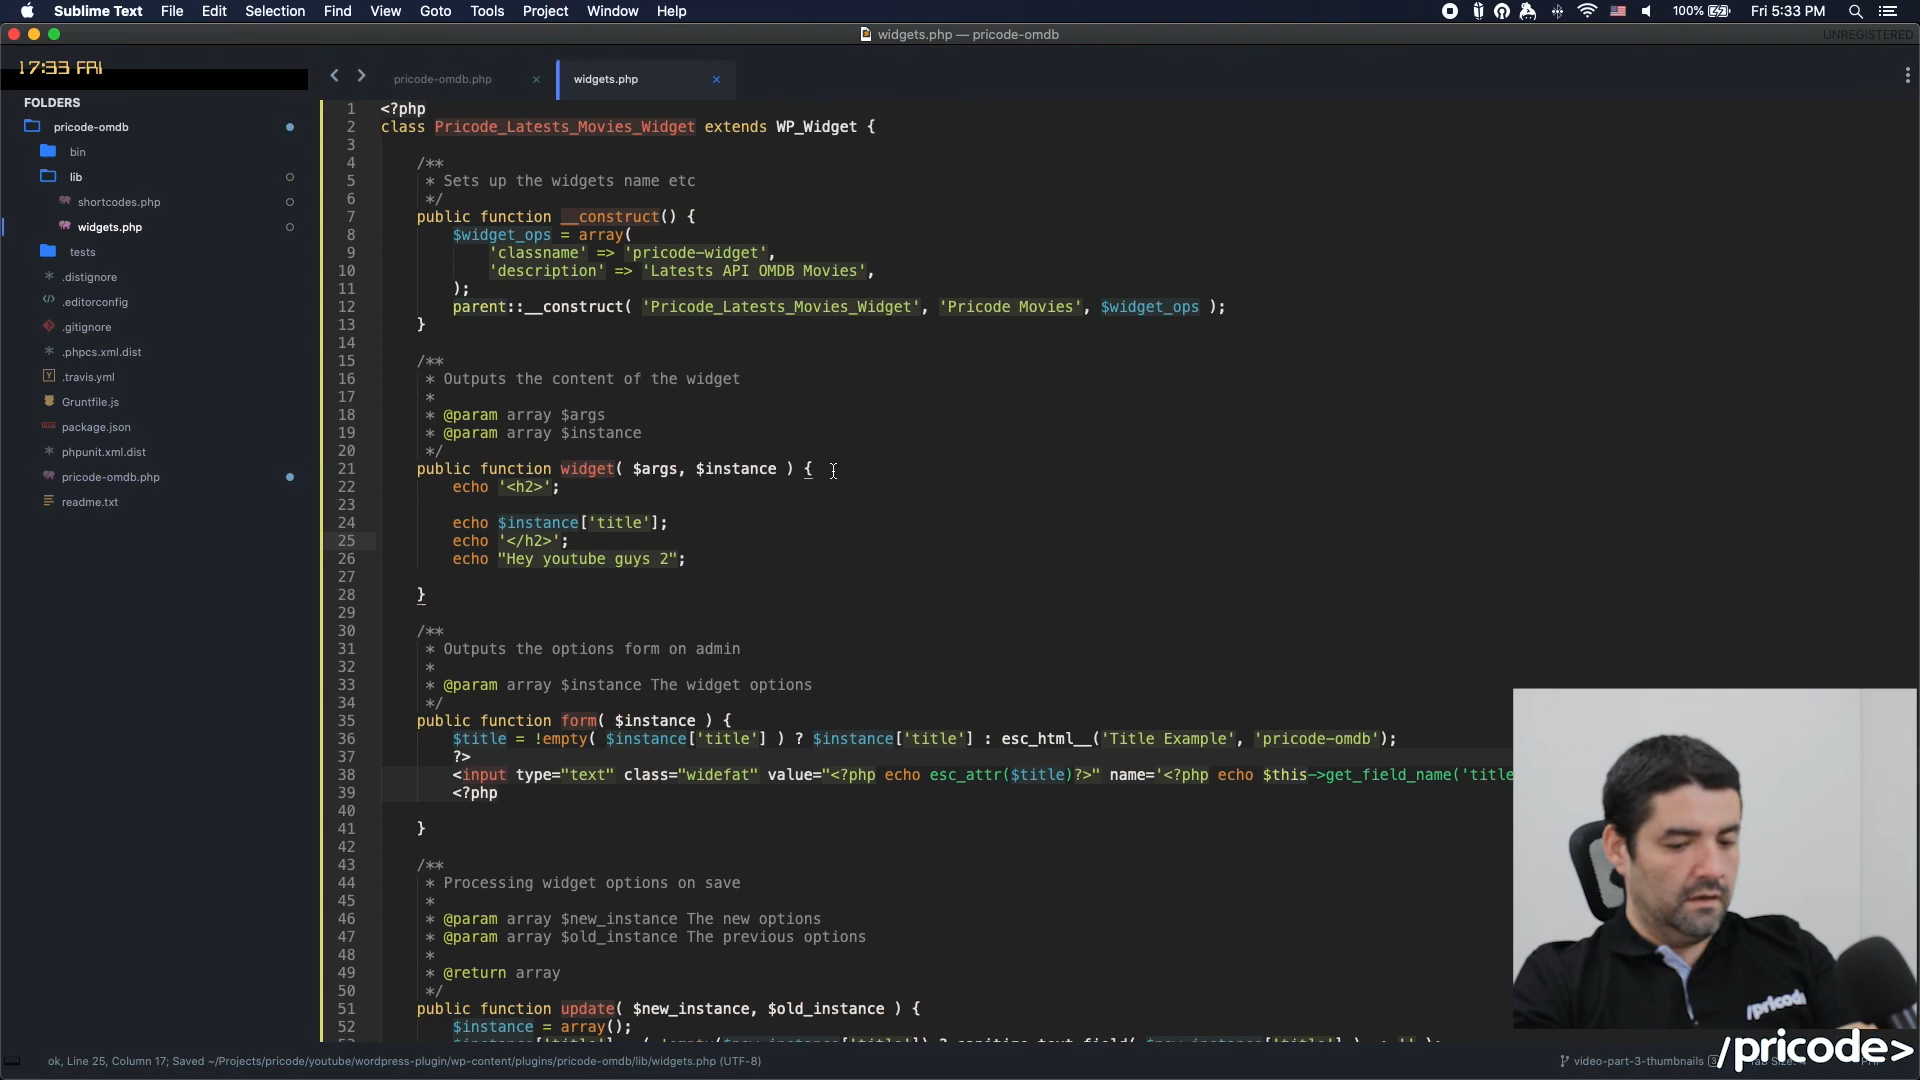 Sublime Text File Edit Selection Find View Goto Tools Project Window Help 100% Fri 5:33 PM
widgets.php — pricode-omdb UNREGISTERED
17:33 FRI
pricode-omdb.php × widgets.php ×
FOLDERS
pricode-omdb
bin
lib
shortcodes.php
widgets.php
tests
.distignore
.editorconfig
.gitignore
.phpcs.xml.dist
.travis.yml
Gruntfile.js
package.json
phpunit.xml.dist
pricode-omdb.php
readme.txt
1 <?php
2 class Pricode_Latests_Movies_Widget extends WP_Widget {
3
4 /**
5 * Sets up the widgets name etc
6 */
7 public function __construct() {
8 $widget_ops = array(
9 'classname' => 'pricode-widget',
10 'description' => 'Latests API OMDB Movies',
11 );
12 parent::__construct( 'Pricode_Latests_Movies_Widget', 'Pricode Movies', $widget_ops );
13 }
14
15 /**
16 * Outputs the content of the widget
17 *
18 * @param array $args
19 * @param array $instance
20 */
21 public function widget( $args, $instance ) {
22 echo '<h2>';
23
24 echo $instance['title'];
25 echo '</h2>';
26 echo "Hey youtube guys 2";
27
28 }
29
30 /**
31 * Outputs the options form on admin
32 *
33 * @param array $instance The widget options
34 */
35 public function form( $instance ) {
36 $title = !empty( $instance['title'] ) ? $instance['title'] : esc_html__('Title Example', 'pricode-omdb');
37 ?>
38 <input type="text" class="widefat" value="<?php echo esc_attr($title)?>" name='<?php echo $this->get_field_name('title
39 <?php
40
41 }
42
43 /**
44 * Processing widget options on save
45 *
46 * @param array $new_instance The new options
47 * @param array $old_instance The previous options
48 *
49 * @return array
50 */
51 public function update( $new_instance, $old_instance ) {
52 $instance = array();
/pricode
/pricode>
ok, Line 25, Column 17; Saved ~/Projects/pricode/youtube/wordpress-plugin/wp-content/plugins/pricode-omdb/lib/widgets.php (UTF-8) video-part-3-thumbnails